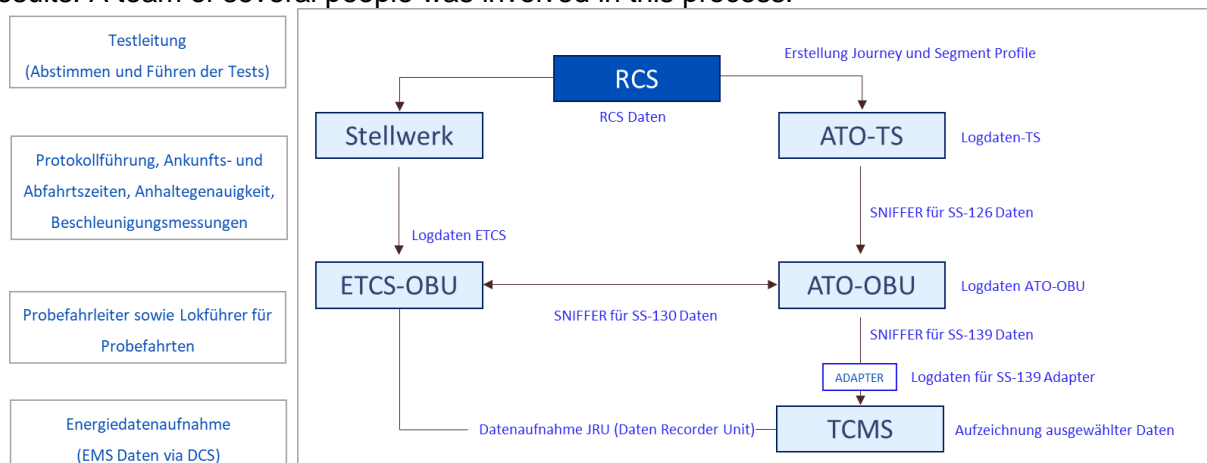 A team of several people was involved in this process.
Testleitung
(Abstimmen und Führen der Tests)
Protokollführung, Ankunfts- und
Abfahrtszeiten, Anhaltegenauigkeit,
Beschleunigungsmessungen
Probefahrleiter sowie Lokführer für
Probefahrten
Energiedatenaufnahme
(EMS Daten via DCS)
RCS
Erstellung Journey und Segment Profile
RCS Daten
Stellwerk
ATO-TS
Logdaten-TS
SNIFFER für SS-126 Daten
Logdaten ETCS
ETCS-OBU
ATO-OBU
Logdaten ATO-OBU
SNIFFER für SS-130 Daten
SNIFFER für SS-139 Daten
ADAPTER
Logdaten für SS-139 Adapter
Datenaufnahme JRU (Daten Recorder Unit)
TCMS
Aufzeichnung ausgewählter Daten